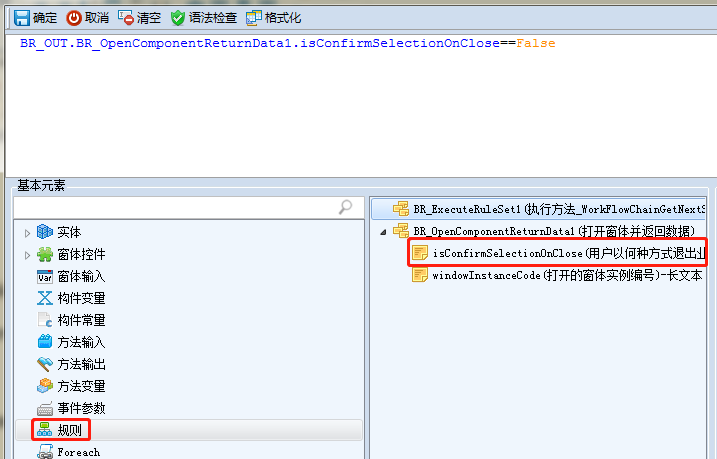 确定 取消 清空 语法检查 格式化
BR_OUT.BR_OpenComponentReturnData1.isConfirmSelectionOnClose==False
基本元素
实体
窗体控件
窗体输入
构件变量
构件常量
方法输入
方法输出
方法变量
事件参数
规则
Foreach
BR_ExecuteRuleSet1(执行方法_WorkFlowChainGetNextS
BR_OpenComponentReturnData1(打开窗体并返回数据)
isConfirmSelectionOnClose(用户以何种方式退出业
windowInstanceCode(打开的窗体实例编号)-长文本